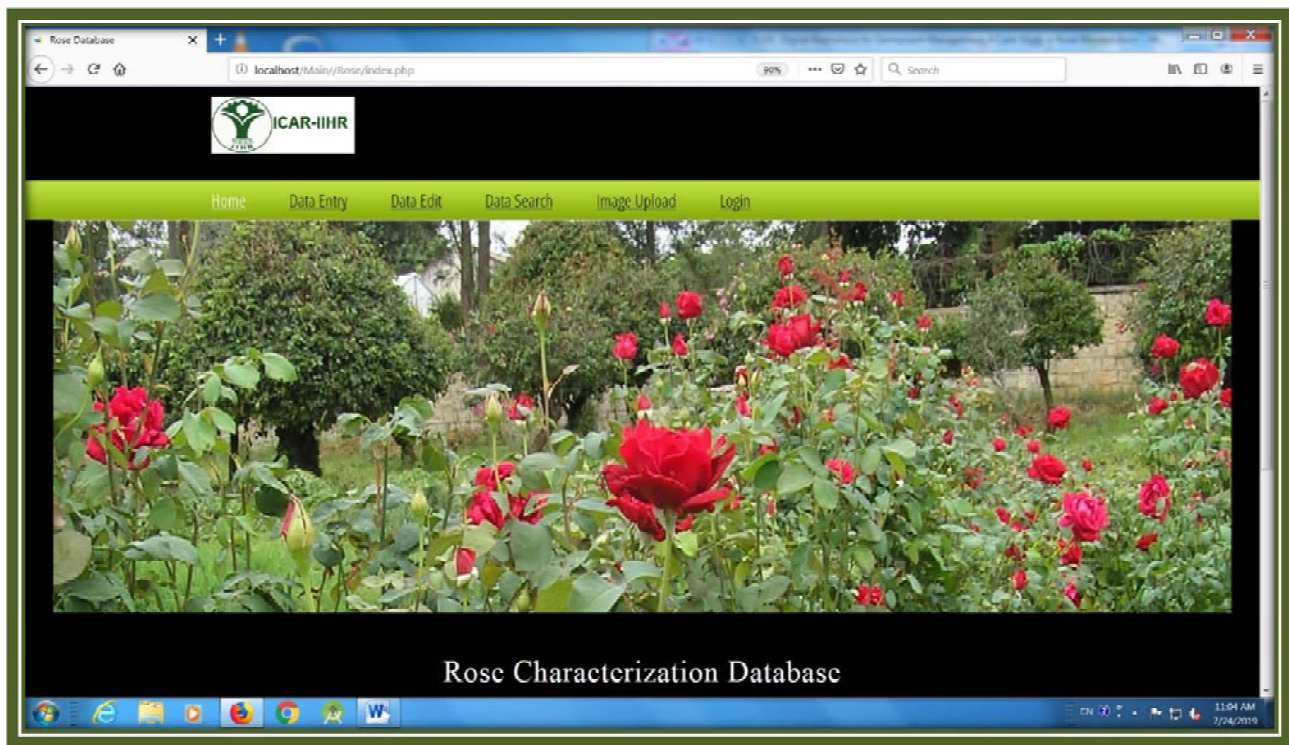 Rose Database
localhost/Main//Rose/index.php
90%
Search
ICAR-IIHR
IIHR
Home Data Entry Data Edit Data Search Image Upload Login
Rose Characterization Database
EN
11:04 AM
7/24/2019